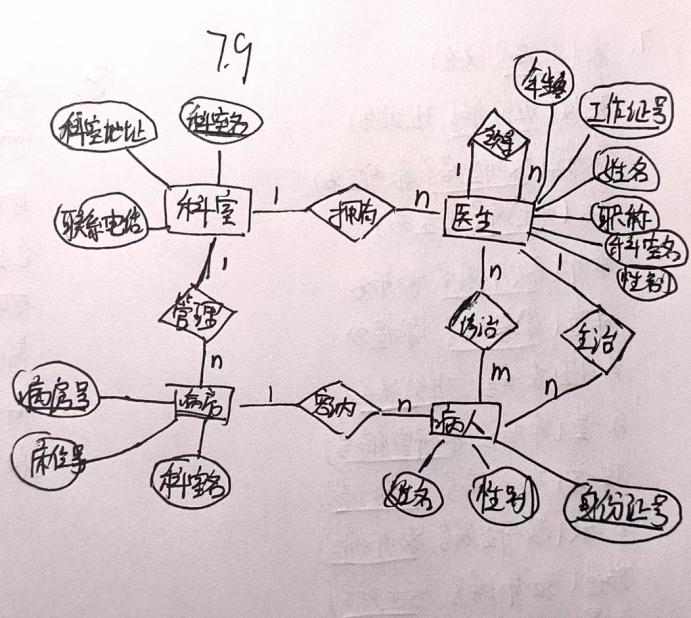 7.9
年龄
科室地址
科室名
工作证号
领导
1
n
姓名
联系电话
科室
1
拥有
n
医生
职称
科室名
性别
1
n
1
管理
诊治
主治
n
m
n
病房号
病房
1
容纳
n
病人
床位号
科室名
姓名
性别
身份证号